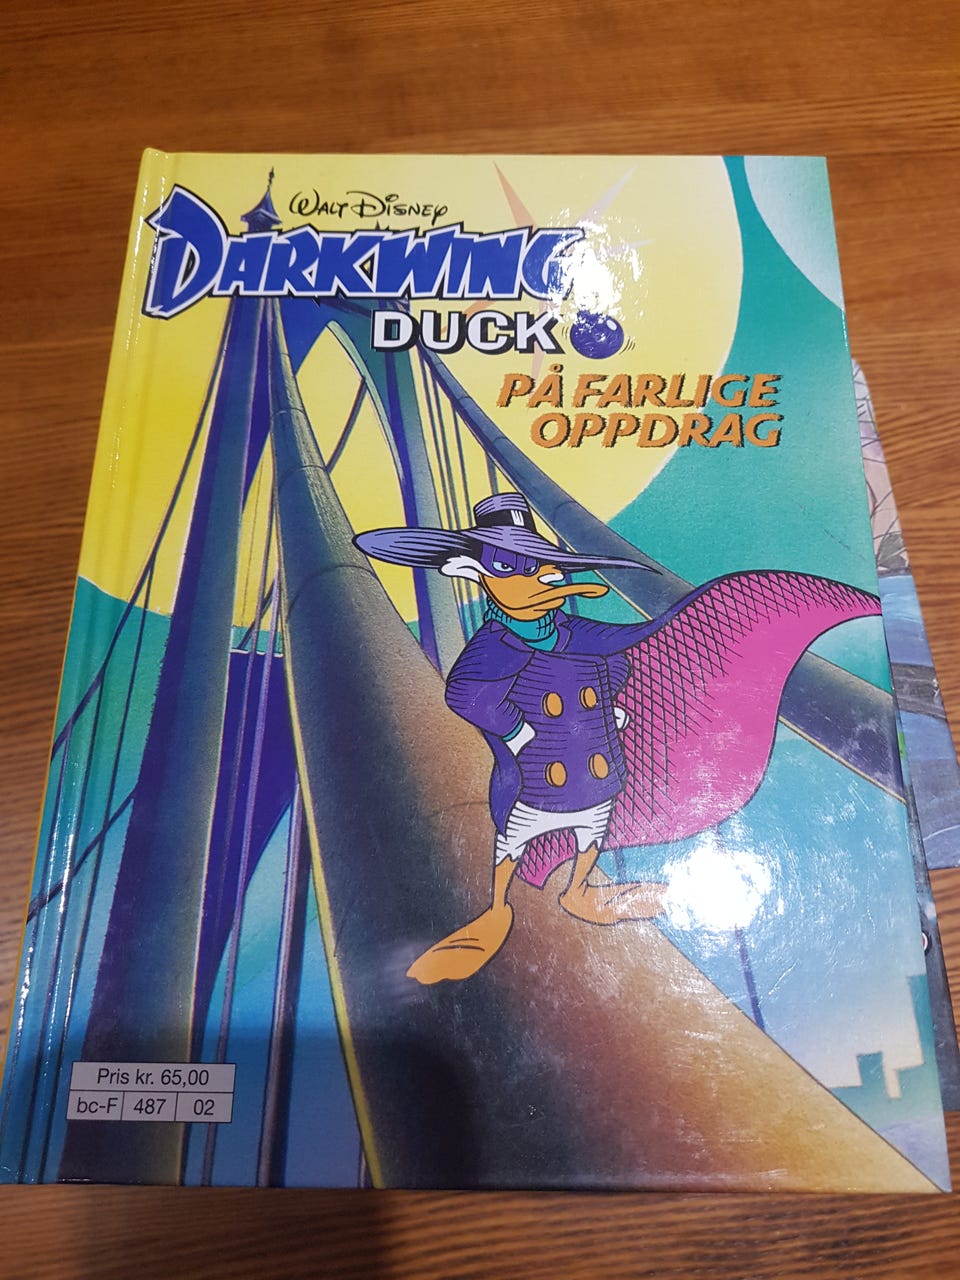 Walt Disney
DARKWING
DUCK
PÅ FARLIGE
OPPDRAG
Pris kr. 65,00
bc-F 487 02